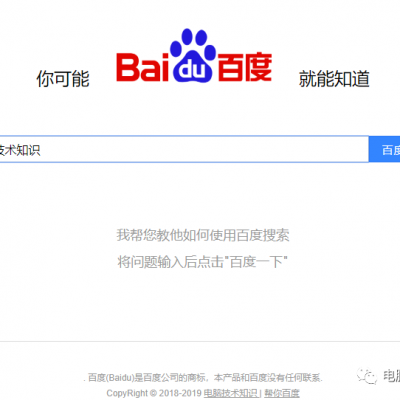 你可能 Bai du 百度 就能知道
技术知识 百度
我帮您教他如何使用百度搜索
将问题输入后点击"百度一下"
. 百度(Baidu)是百度公司的商标。本产品和百度没有任何联系.
CopyRight © 2018-2019 电脑技术知识 | 帮你百度
电脑